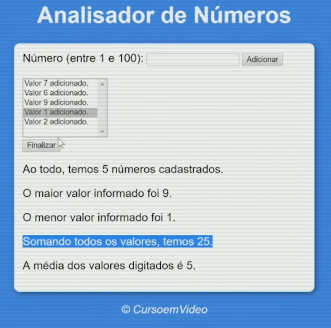 Analisador de Números
Número (entre 1 e 100): Adicionar
Valor 7 adicionado.
Valor 6 adicionado.
Valor 9 adicionado.
Valor 1 adicionado.
Valor 2 adicionado.
Finalizar
Ao todo, temos 5 números cadastrados.
O maior valor informado foi 9.
O menor valor informado foi 1.
Somando todos os valores, temos 25.
A média dos valores digitados é 5.
© CursoemVideo